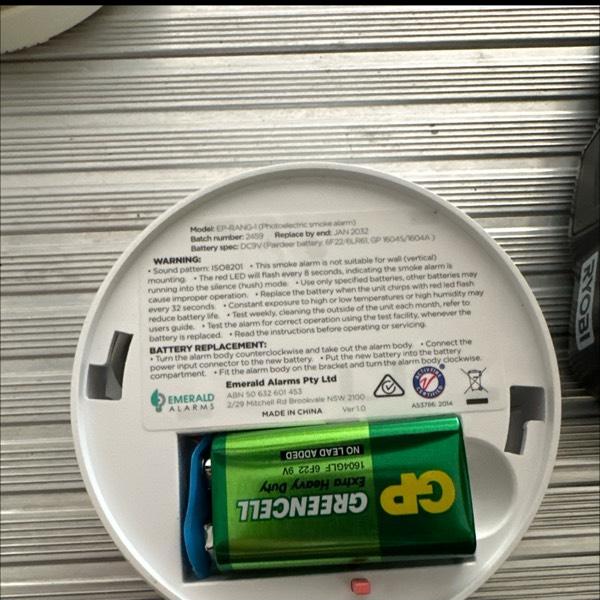 Model: EP-RANG-1 (Photoelectric smoke alarm)
Batch number: 2459 Replace by end: JAN 2032
Battery spec: DC9V (Pairdeer battery, 6F22/6LR61, GP 1604S/1604A )
WARNING:
• Sound pattern: ISO8201 • This smoke alarm is not suitable for wall (vertical)
mounting. • The red LED will flash every 8 seconds, indicating the smoke alarm is
running into the silence (hush) mode. • Use only specified batteries, other batteries may
cause improper operation. • Replace the battery when the unit chirps with red led flash
every 32 seconds. • Constant exposure to high or low temperatures or high humidity may
reduce battery life. • Test weekly, cleaning the outside of the unit each month, refer to
users guide. • Test the alarm for correct operation using the test facility, whenever the
battery is replaced. • Read the instructions before operating or servicing.
BATTERY REPLACEMENT:
• Turn the alarm body counterclockwise and take out the alarm body. • Connect the
power input connector to the new battery. • Put the new battery into the battery
compartment. • Fit the alarm body on the bracket and turn the alarm body clockwise.
EMERALD
ALARMS
Emerald Alarms Pty Ltd
ABN 50 632 601 453
2/29 Mitchell Rd Brookvale NSW 2100
MADE IN CHINA Ver 1.0
AS3786: 2014
GP
GREENCELL
Extra Heavy Duty
1604GLF 6F22 9V
NO LEAD ADDED
RYOBI